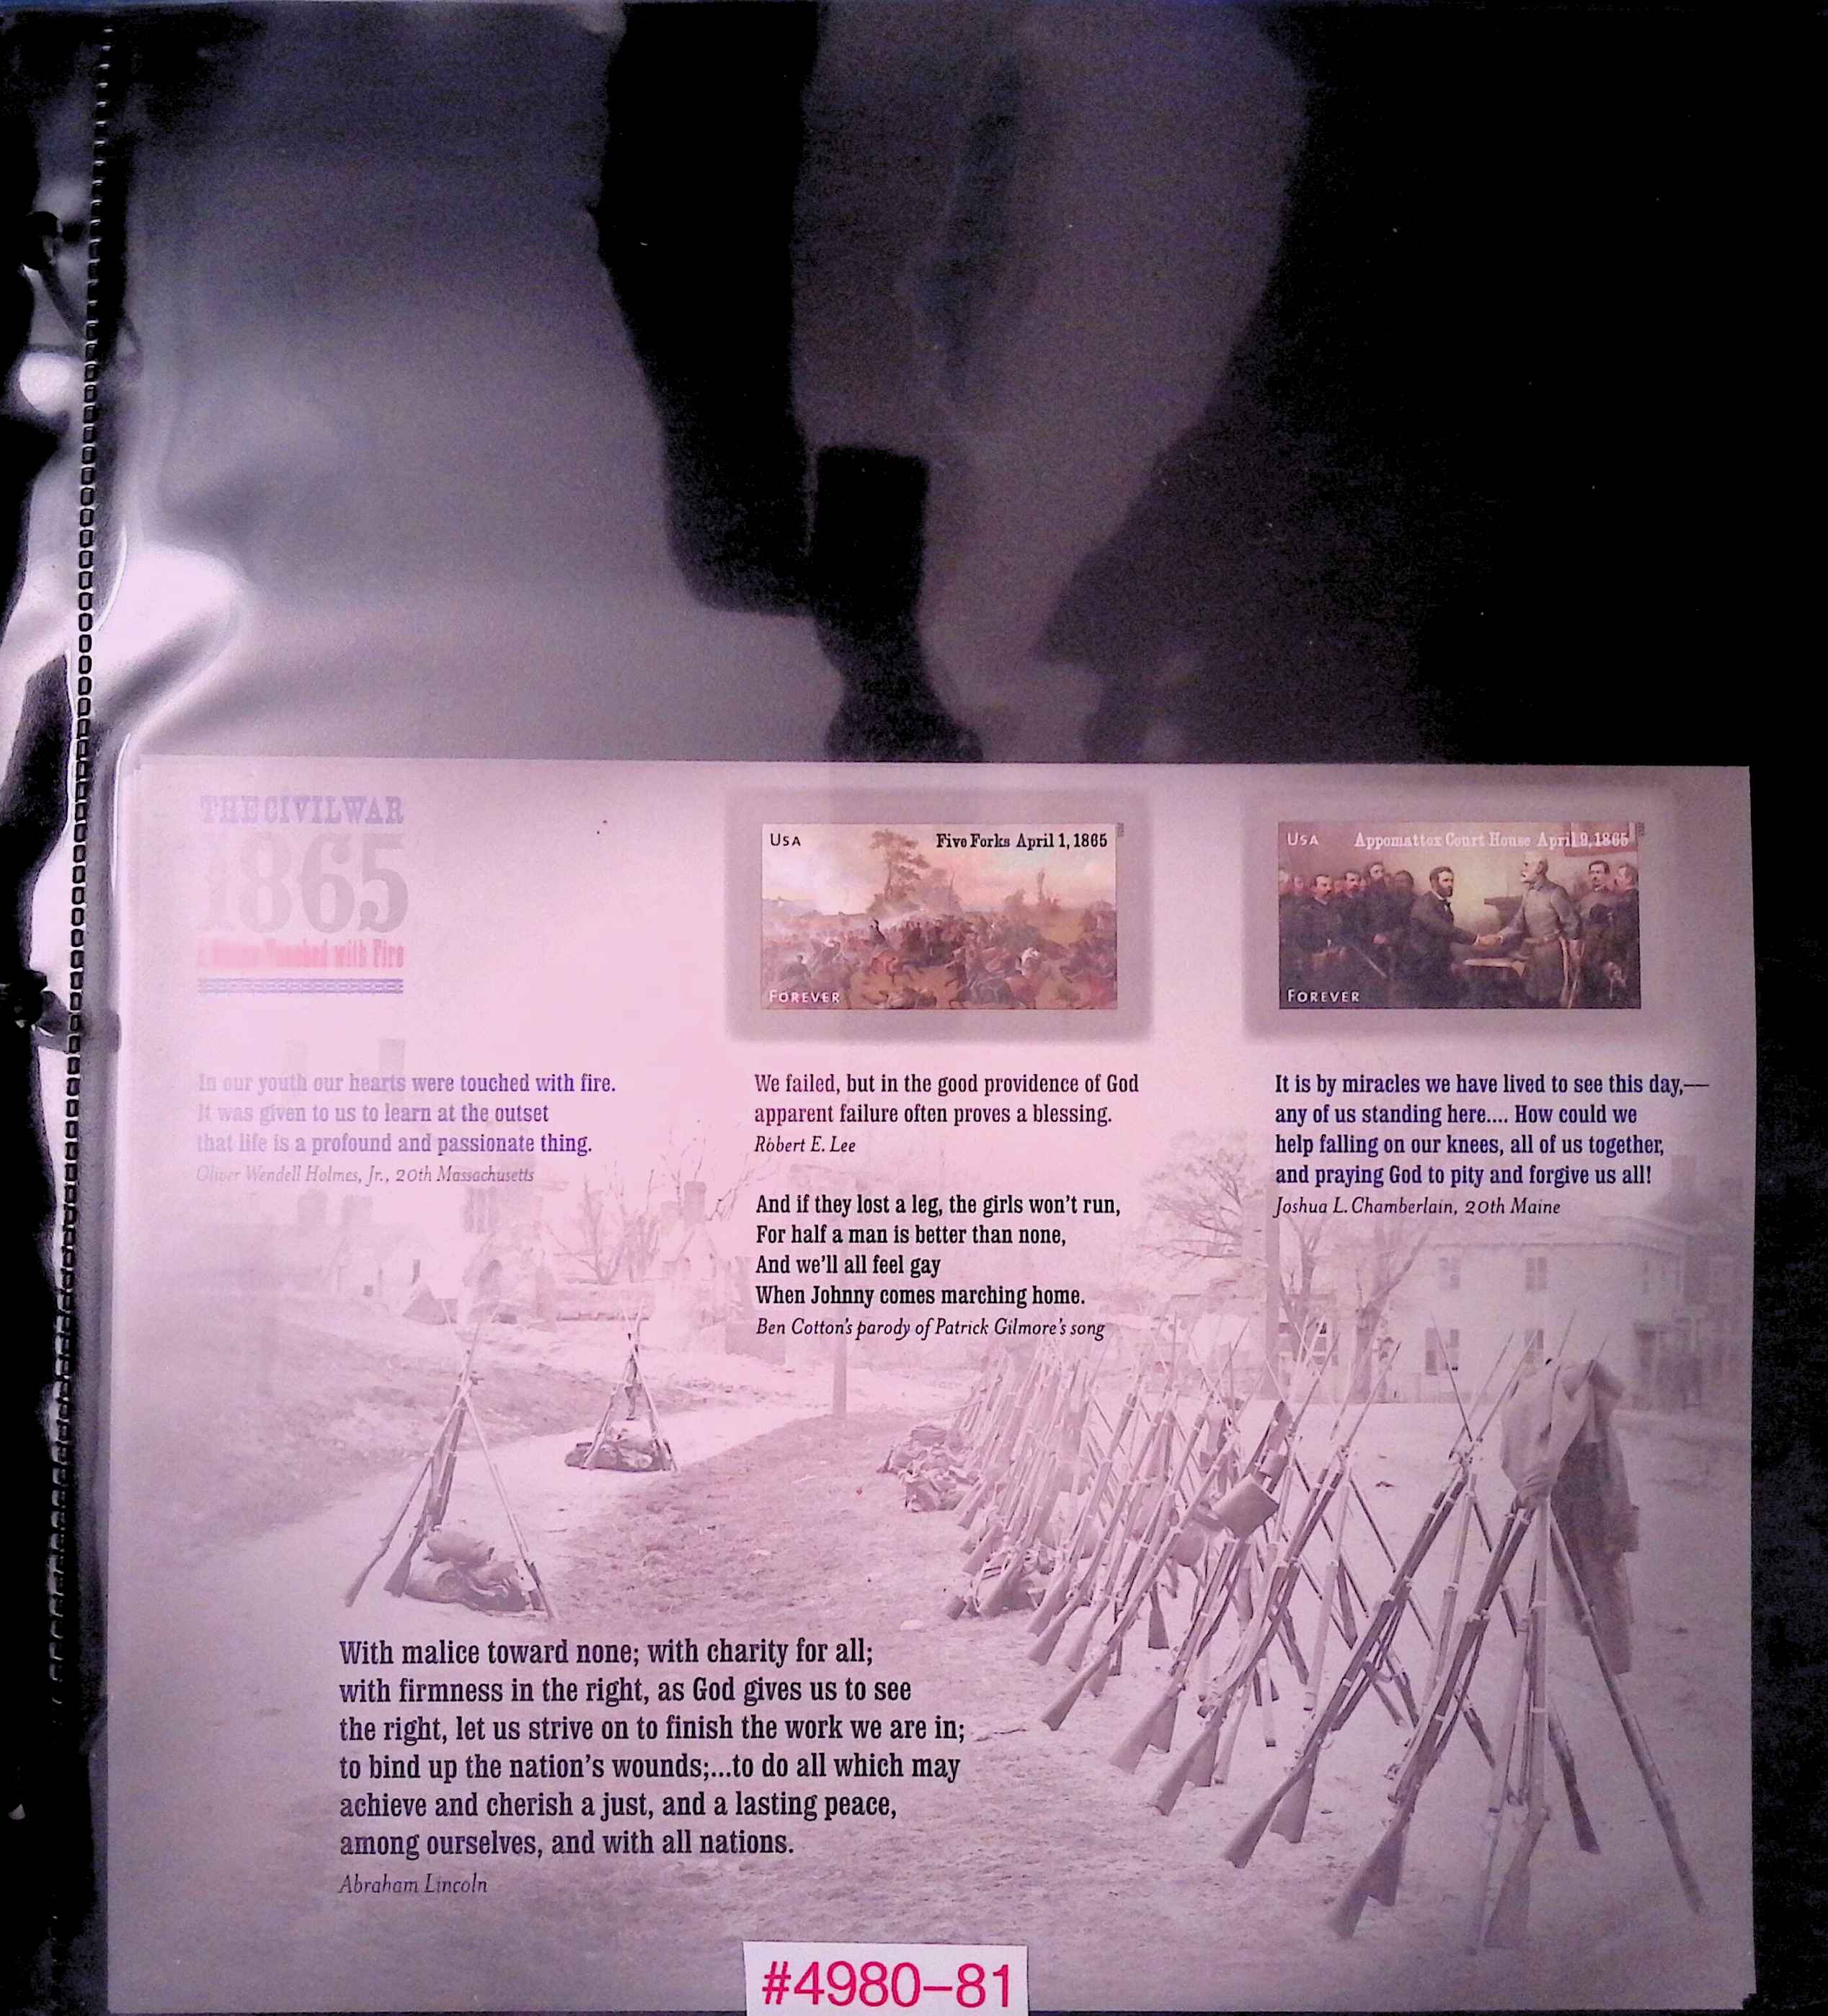 THE CIVIL WAR
1865
A Nation Touched with Fire
USA
Five Forks April 1, 1865
FOREVER
USA
Appomattox Court House April 9, 1865
FOREVER
In our youth our hearts were touched with fire.
It was given to us to learn at the outset
that life is a profound and passionate thing.
Oliver Wendell Holmes, Jr., 20th Massachusetts
We failed, but in the good providence of God
apparent failure often proves a blessing.
Robert E. Lee
And if they lost a leg, the girls won't run,
For half a man is better than none,
And we'll all feel gay
When Johnny comes marching home.
Ben Cotton's parody of Patrick Gilmore's song
It is by miracles we have lived to see this day,—
any of us standing here.... How could we
help falling on our knees, all of us together,
and praying God to pity and forgive us all!
Joshua L. Chamberlain, 20th Maine
With malice toward none; with charity for all;
with firmness in the right, as God gives us to see
the right, let us strive on to finish the work we are in;
to bind up the nation's wounds;...to do all which may
achieve and cherish a just, and a lasting peace,
among ourselves, and with all nations.
Abraham Lincoln
#4980–81